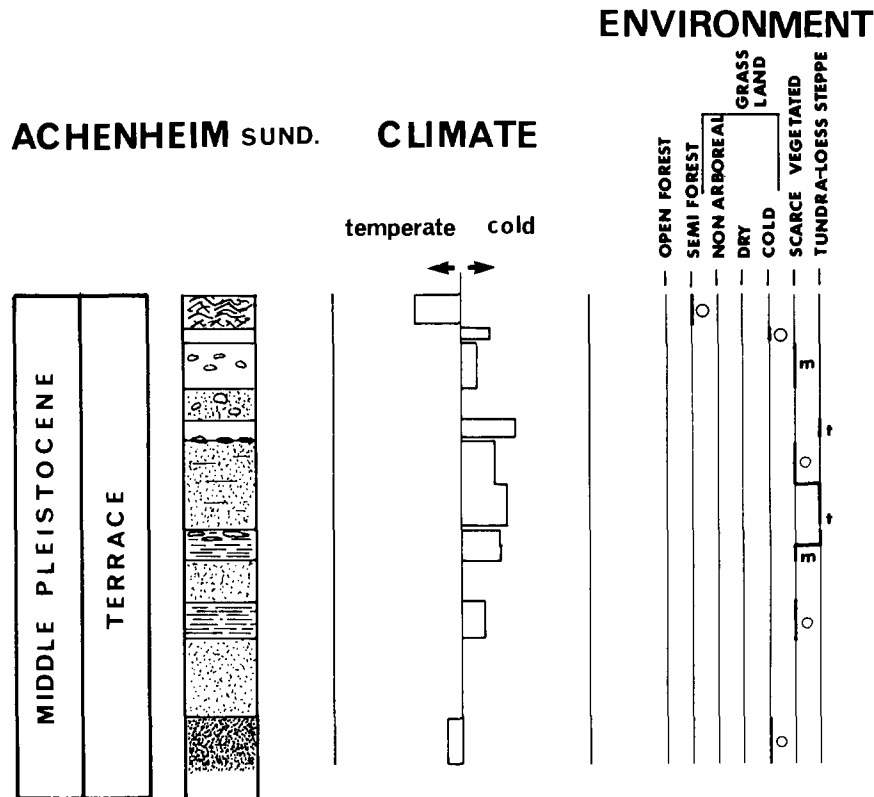 ENVIRONMENT
ACHENHEIM SUND.
CLIMATE
temperate cold
OPEN FOREST
SEMI FOREST
NON ARBOREAL
DRY
COLD
GRASS
LAND
SCARCE VEGETATED
TUNDRA-LOESS STEPPE
MIDDLE PLEISTOCENE
TERRACE
m
t
t
m